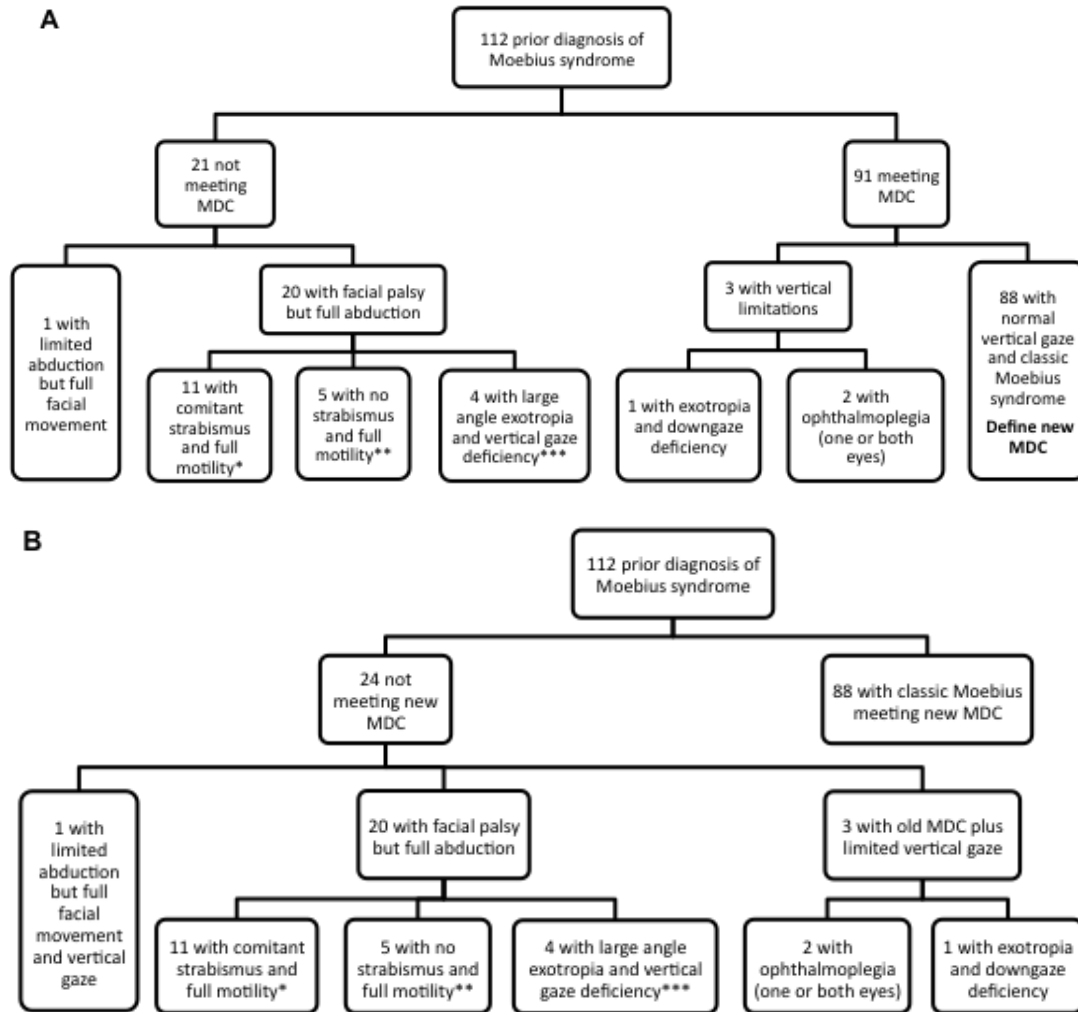 A
112 prior diagnosis of
Moebius syndrome
21 not
meeting
MDC
91 meeting
MDC
1 with
limited
abduction
but full
facial
movement
20 with facial palsy
but full abduction
3 with vertical
limitations
88 with
normal
vertical gaze
and classic
Moebius
syndrome
Define new
MDC
11 with
comitant
strabismus
and full
motility*
5 with no
strabismus
and full
motility**
4 with large
angle exotropia
and vertical gaze
deficiency***
1 with exotropia
and downgaze
deficiency
2 with
ophthalmoplegia
(one or both
eyes)
B
112 prior diagnosis of
Moebius syndrome
24 not
meeting new
MDC
88 with classic Moebius
meeting new MDC
1 with
limited
abduction
but full
facial
movement
and vertical
gaze
20 with facial palsy
but full abduction
3 with old MDC plus
limited vertical gaze
11 with comitant
strabismus and
full motility*
5 with no
strabismus and
full motility**
4 with large angle
exotropia and vertical
gaze deficiency***
2 with
ophthalmoplegia
(one or both eyes)
1 with exotropia
and downgaze
deficiency